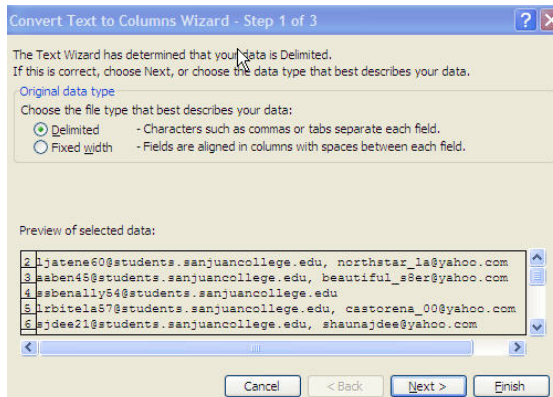 Convert Text to Columns Wizard - Step 1 of 3
The Text Wizard has determined that your data is Delimited.
If this is correct, choose Next, or choose the data type that best describes your data.
Original data type
Choose the file type that best describes your data:
Delimited - Characters such as commas or tabs separate each field.
Fixed width - Fields are aligned in columns with spaces between each field.
Preview of selected data:
2 ljatene60@students.sanjuancollege.edu, northstar_la@yahoo.com
3 aaben45@students.sanjuancollege.edu, beautiful_s8er@yahoo.com
4 ssbenally54@students.sanjuancollege.edu
5 lrbitela57@students.sanjuancollege.edu, castorena_00@yahoo.com
6 sjdee21@students.sanjuancollege.edu, shaunajdee@yahoo.com
Cancel < Back Next > Finish